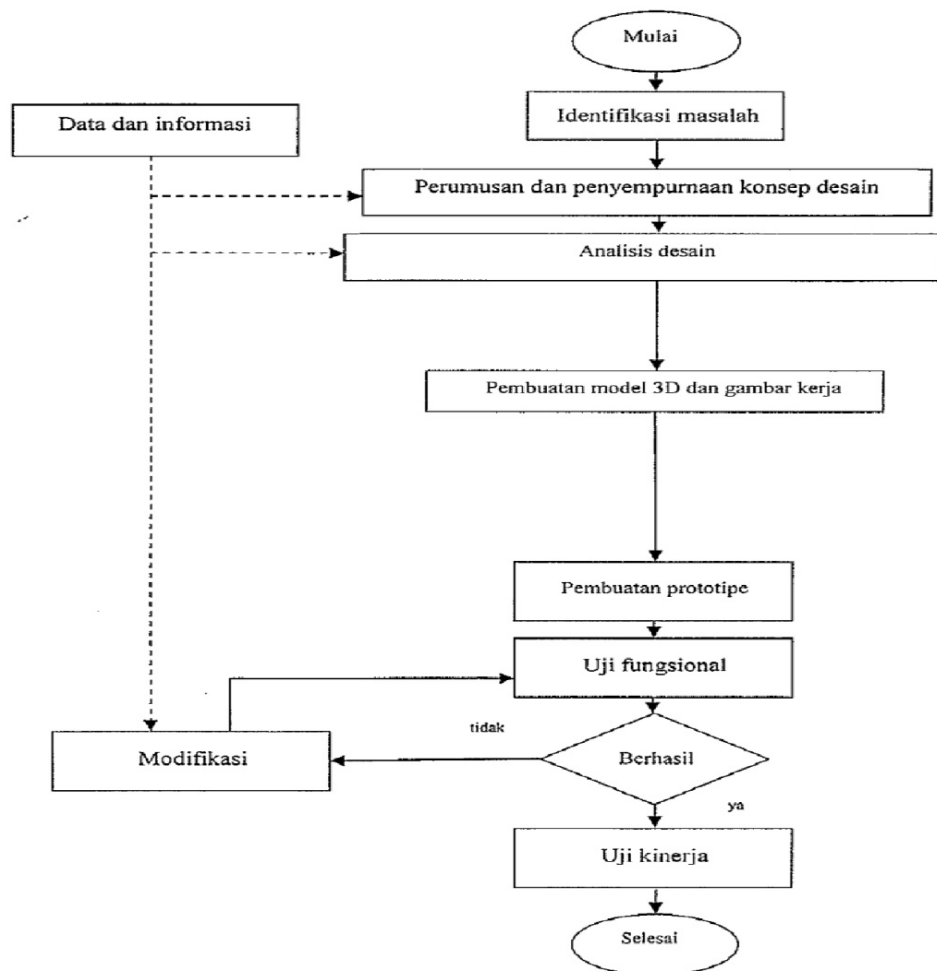 Mulai
Identifikasi masalah
Data dan informasi
Perumusan dan penyempurnaan konsep desain
Analisis desain
Pembuatan model 3D dan gambar kerja
Pembuatan prototipe
Uji fungsional
tidak
Modifikasi
Berhasil
ya
Uji kinerja
Selesai